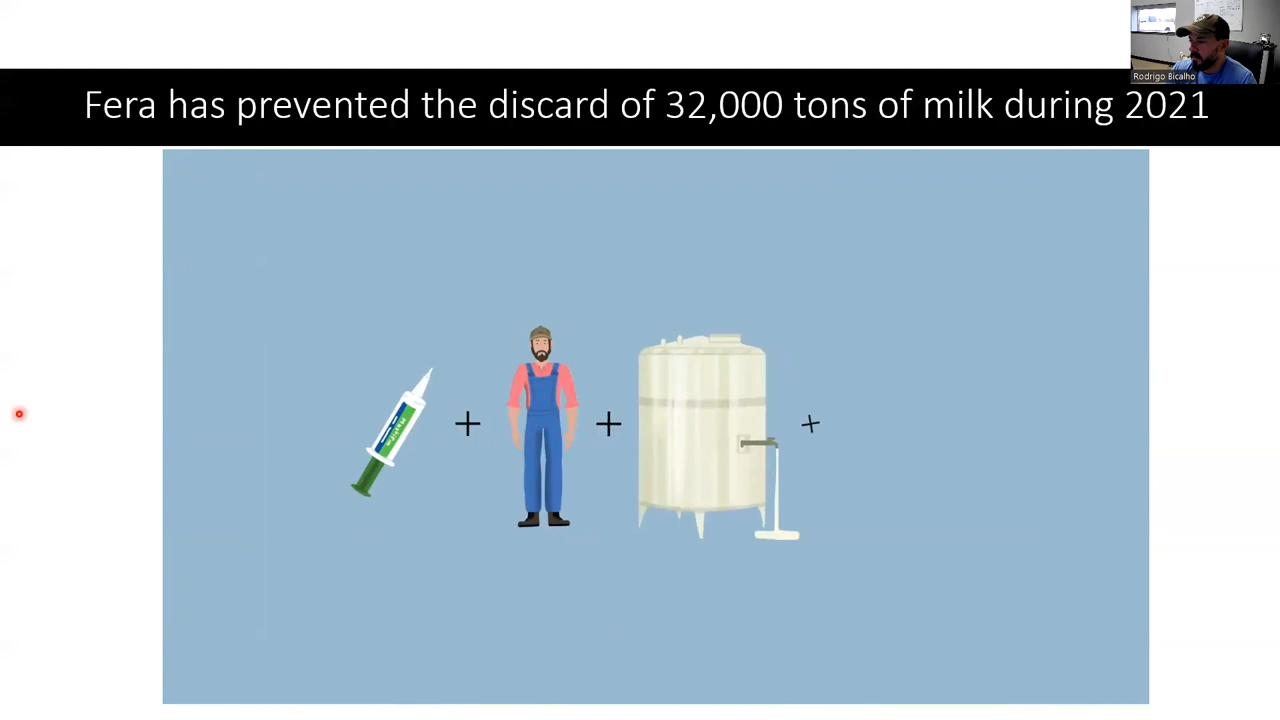 Rodrigo Bicalho
Fera has prevented the discard of 32,000 tons of milk during 2021
+ + +